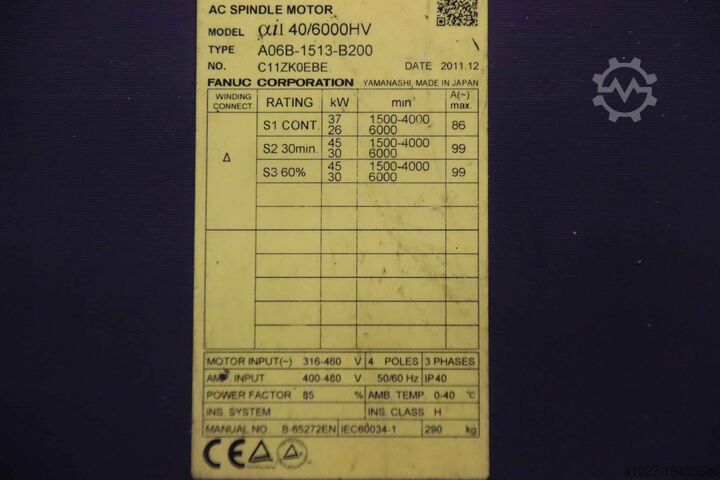 AC SPINDLE MOTOR
MODEL αiI 40/6000HV
TYPE A06B-1513-B200
NO. C11ZK0EBE DATE 2011.12
FANUC CORPORATION YAMANASHI, MADE IN JAPAN
WINDING CONNECT. RATING kW min⁻¹ A(~) max.
Δ
S1 CONT. 37 1500-4000 86
26 6000
S2 30min. 45 1500-4000 99
30 6000
S3 60% 45 1500-4000 99
30 6000
MOTOR INPUT(~) 316-460 V 4 POLES 3 PHASES
AMP INPUT 400-480 V 50/60 Hz IP40
POWER FACTOR 85 % AMB. TEMP. 0-40 ℃
INS. SYSTEM INS. CLASS H
MANUAL NO. B-65272EN IEC60034-1 290 kg
CE